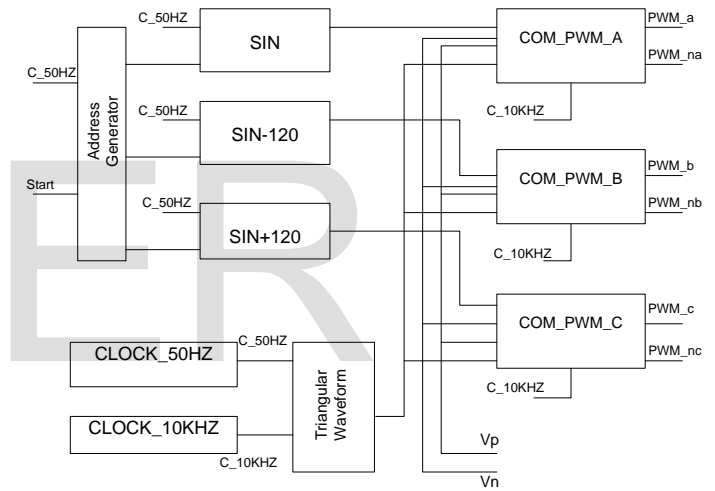 C_50HZ
SIN
COM_PWM_A
PWM_a
PWM_na
C_50HZ
Address
Generator
C_50HZ
SIN-120
C_10KHZ
Start
COM_PWM_B
PWM_b
PWM_nb
C_50HZ
SIN+120
C_10KHZ
ER
COM_PWM_C
PWM_c
PWM_nc
CLOCK_50HZ
C_50HZ
Triangular
Waveform
C_10KHZ
CLOCK_10KHZ
C_10KHZ
Vp
Vn